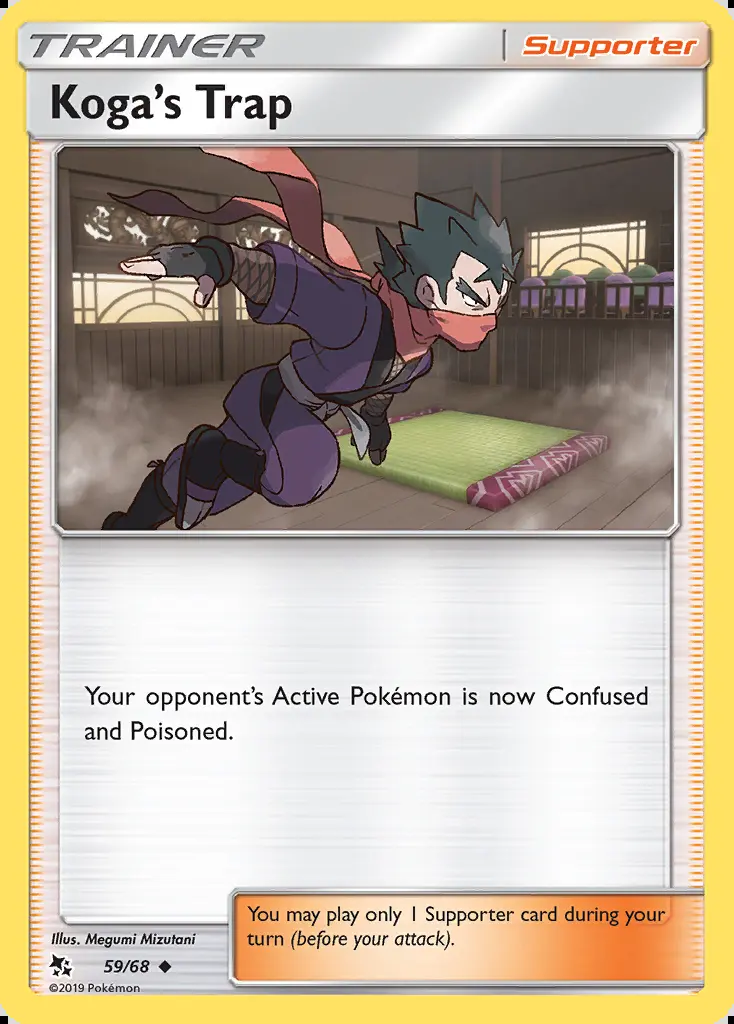 TRAINER
Supporter
Koga's Trap
Your opponent's Active Pokémon is now Confused
and Poisoned.
You may play only 1 Supporter card during your
turn (before your attack).
Illus. Megumi Mizutani
59/68
©2019 Pokémon